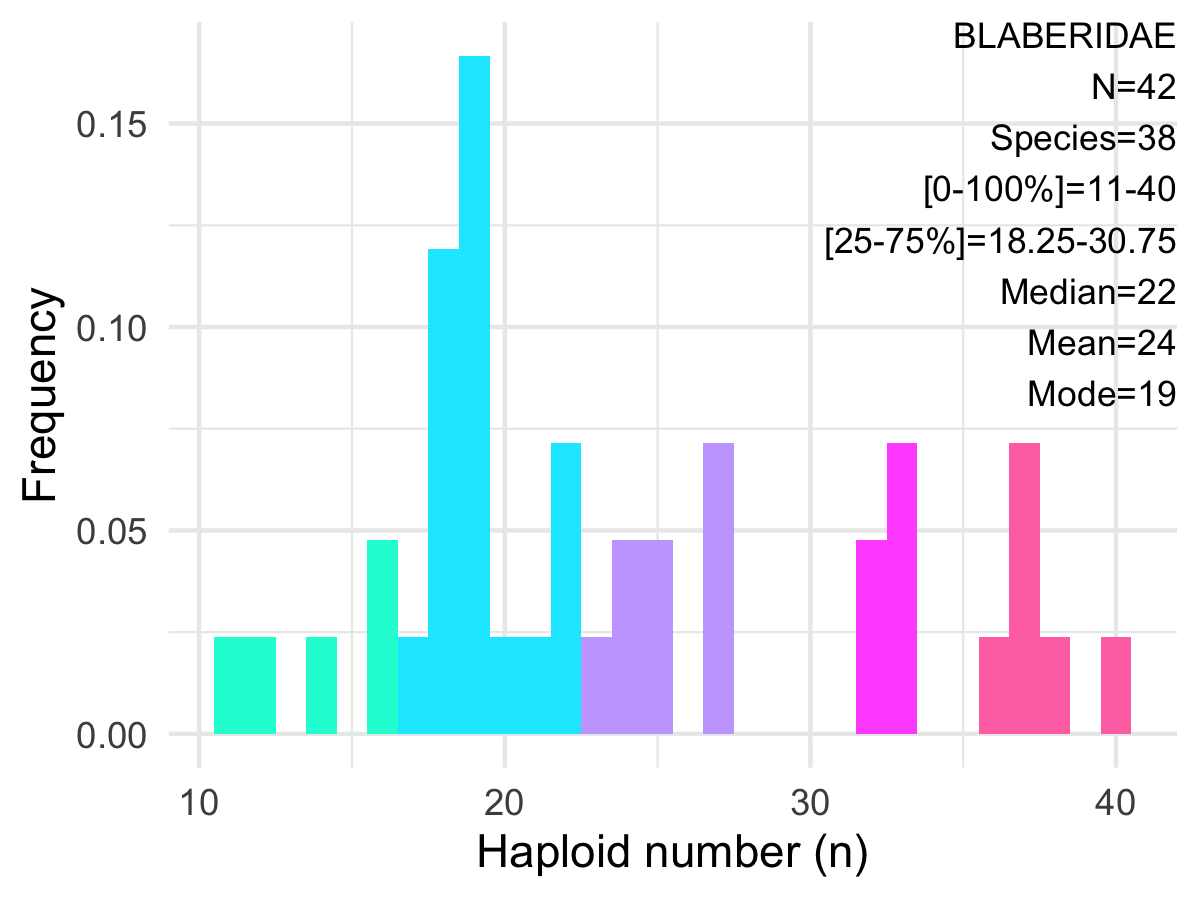 BLABERIDAE
N=42
Species=38
[0-100%]=11-40
[25-75%]=18.25-30.75
Median=22
Mean=24
Mode=19
Frequency
0.15
0.10
0.05
0.00
10 20 30 40
Haploid number (n)